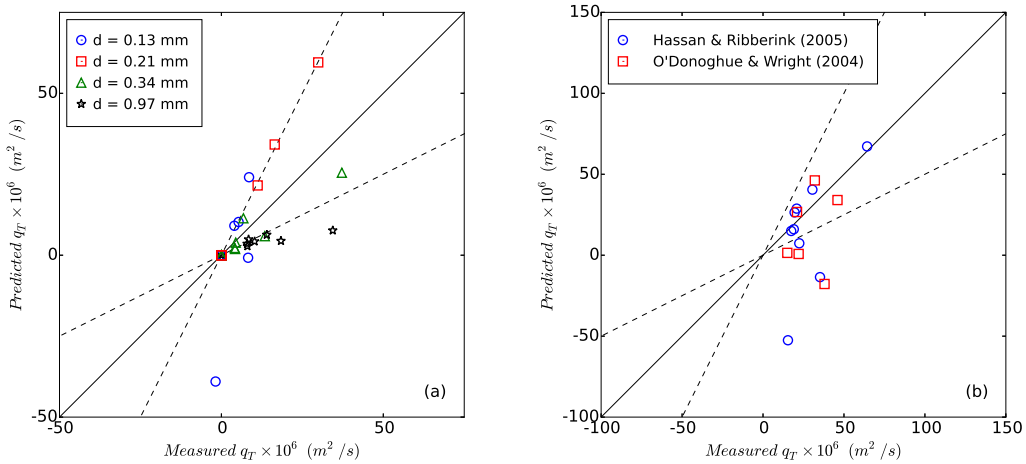 d = 0.13 mm
d = 0.21 mm
d = 0.34 mm
d = 0.97 mm
50
0
-50
0
50
(a)
Predicted q_T × 10^6 (m^2 /s)
Measured q_T × 10^6 (m^2 /s)
Hassan & Ribberink (2005)
O'Donoghue & Wright (2004)
150
100
50
0
-50
-100
-100
-50
0
50
100
150
(b)
Predicted q_T × 10^6 (m^2 /s)
Measured q_T × 10^6 (m^2 /s)